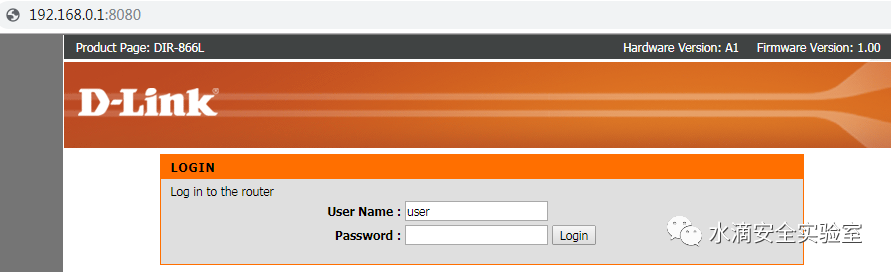 192.168.0.1:8080
Product Page: DIR-866L Hardware Version: A1 Firmware Version: 1.00
D-Link®
LOGIN
Log in to the router
User Name : user
Password : Login
水滴安全实验室